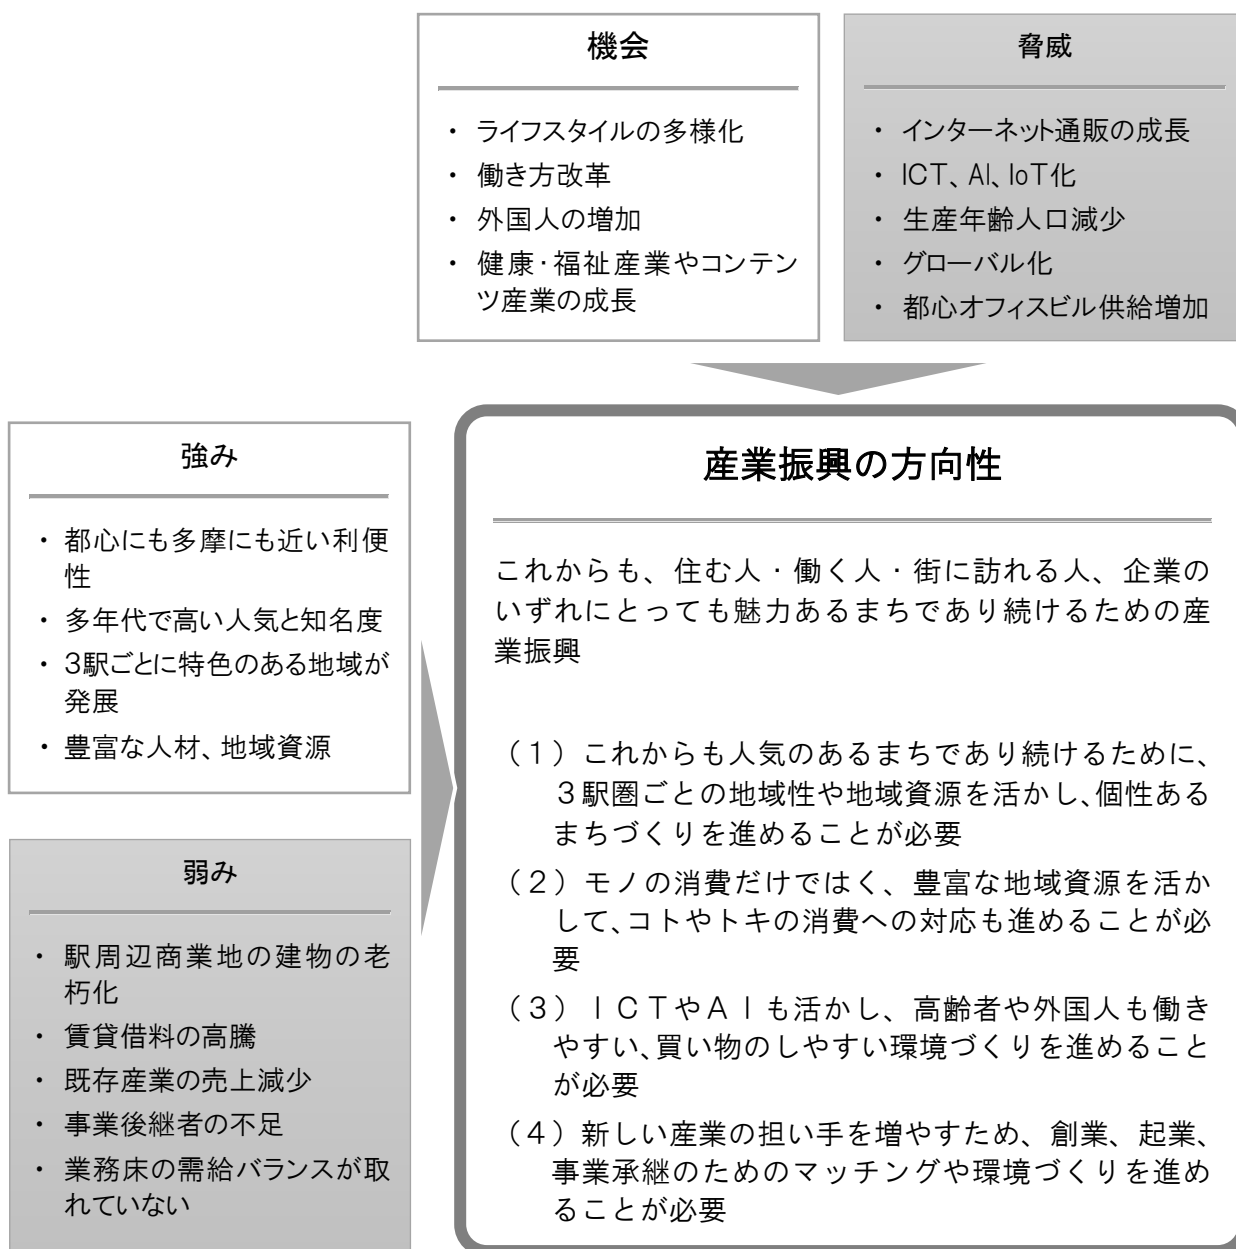 機会
・ ライフスタイルの多様化
・ 働き方改革
・ 外国人の増加
・ 健康・福祉産業やコンテン
ツ産業の成長
脅威
・ インターネット通販の成長
・ ICT、AI、IoT化
・ 生産年齢人口減少
・ グローバル化
・ 都心オフィスビル供給増加
強み
・ 都心にも多摩にも近い利便
性
・ 多年代で高い人気と知名度
・ 3駅ごとに特色のある地域が
発展
・ 豊富な人材、地域資源
弱み
・ 駅周辺商業地の建物の老
朽化
・ 賃貸借料の高騰
・ 既存産業の売上減少
・ 事業後継者の不足
・ 業務床の需給バランスが取
れていない
産業振興の方向性
これからも、住む人・働く人・街に訪れる人、企業の
いずれにとっても魅力あるまちであり続けるための産
業振興
（１）これからも人気のあるまちであり続けるために、
３駅圏ごとの地域性や地域資源を活かし、個性ある
まちづくりを進めることが必要
（２）モノの消費だけではく、豊富な地域資源を活か
して、コトやトキの消費への対応も進めることが必
要
（３）ＩＣＴやＡＩも活かし、高齢者や外国人も働き
やすい、買い物のしやすい環境づくりを進めること
が必要
（４）新しい産業の担い手を増やすため、創業、起業、
事業承継のためのマッチングや環境づくりを進め
ることが必要